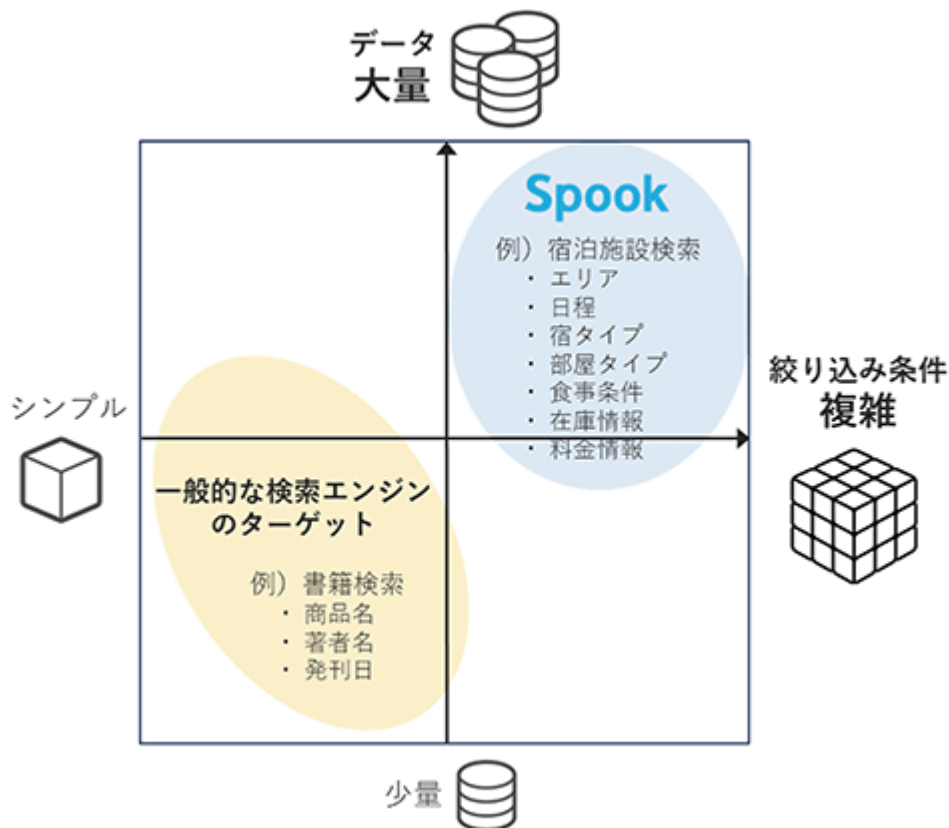 データ
大量
Spook
例）宿泊施設検索
・ エリア
・ 日程
・ 宿タイプ
・ 部屋タイプ
・ 食事条件
・ 在庫情報
・ 料金情報
絞り込み条件
複雑
シンプル
一般的な検索エンジン
のターゲット
例）書籍検索
・ 商品名
・ 著者名
・ 発刊日
少量